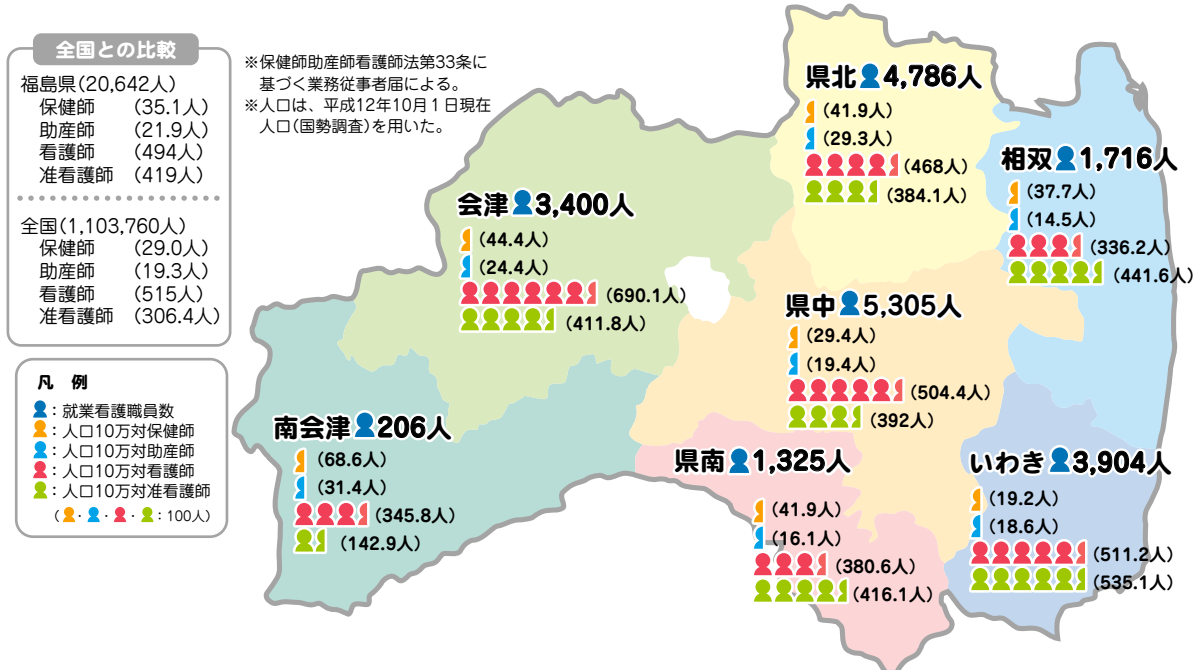 全国との比較
福島県(20,642人)
保健師 (35.1人)
助産師 (21.9人)
看護師 (494人)
准看護師 (419人)
全国(1,103,760人)
保健師 (29.0人)
助産師 (19.3人)
看護師 (515人)
准看護師 (306.4人)
※保健師助産師看護師法第33条に
基づく業務従事者届による。
※人口は、平成12年10月1日現在
人口(国勢調査)を用いた。
凡 例
:就業看護職員数
:人口10万対保健師
:人口10万対助産師
:人口10万対看護師
:人口10万対准看護師
(・・・:100人)
県北 4,786人
(41.9人)
(29.3人)
(468人)
(384.1人)
相双 1,716人
(37.7人)
(14.5人)
(336.2人)
(441.6人)
会津 3,400人
(44.4人)
(24.4人)
(690.1人)
(411.8人)
県中 5,305人
(29.4人)
(19.4人)
(504.4人)
(392人)
南会津 206人
(68.6人)
(31.4人)
(345.8人)
(142.9人)
県南 1,325人
(41.9人)
(16.1人)
(380.6人)
(416.1人)
いわき 3,904人
(19.2人)
(18.6人)
(511.2人)
(535.1人)